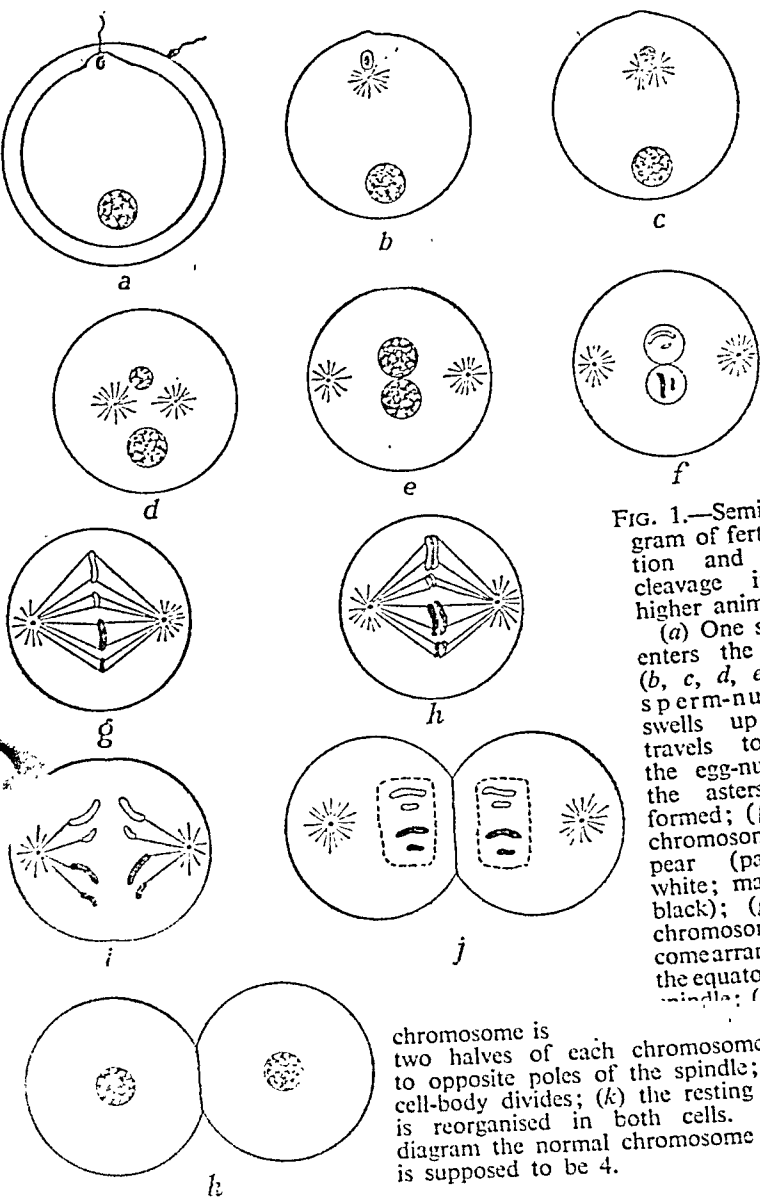 a
b
c
d
e
f
g
h
i
j
k
FIG. 1.—Semi
gram of fert
tion and
cleavage i
higher anim
(a) One s
enters the
(b, c, d, e
sperm-nu
swells up
travels to
the egg-nu
the asters
formed; (
chromoson
pear (pa
white; ma
black); (
chromosor
come arran
the equato
spindle; (
chromosome is
two halves of each chromosome
to opposite poles of the spindle;
cell-body divides; (k) the resting
is reorganised in both cells.
diagram the normal chromosome
is supposed to be 4.